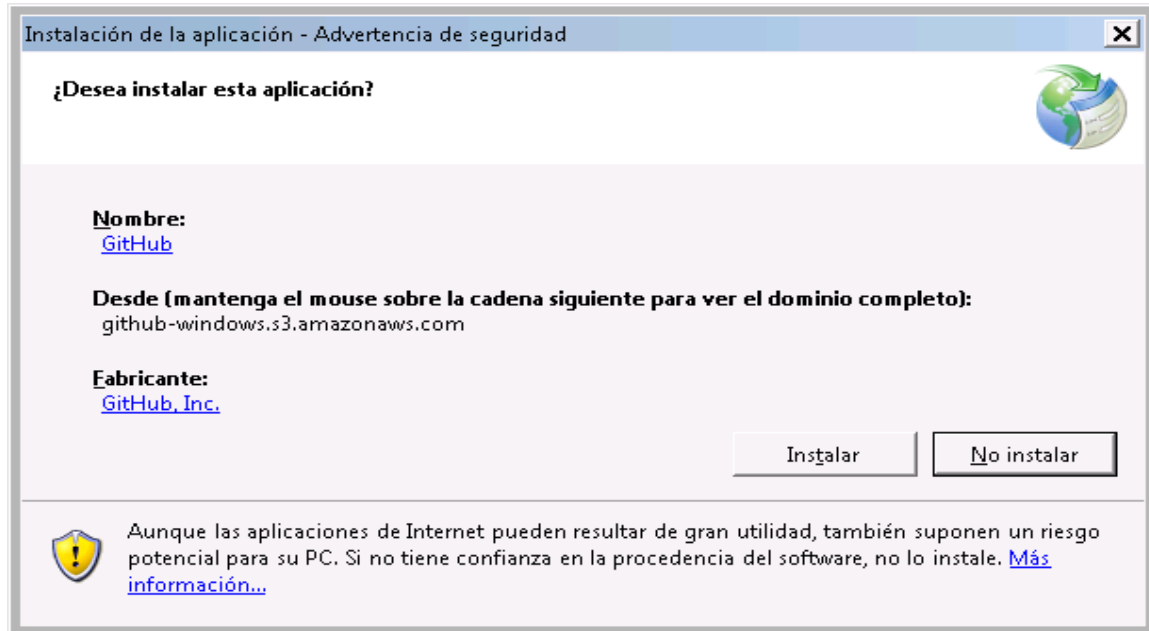 Instalación de la aplicación - Advertencia de seguridad
¿Desea instalar esta aplicación?
Nombre:
GitHub
Desde (mantenga el mouse sobre la cadena siguiente para ver el dominio completo):
github-windows.s3.amazonaws.com
Fabricante:
GitHub, Inc.
Instalar
No instalar
Aunque las aplicaciones de Internet pueden resultar de gran utilidad, también suponen un riesgo
potencial para su PC. Si no tiene confianza en la procedencia del software, no lo instale. Más
información...